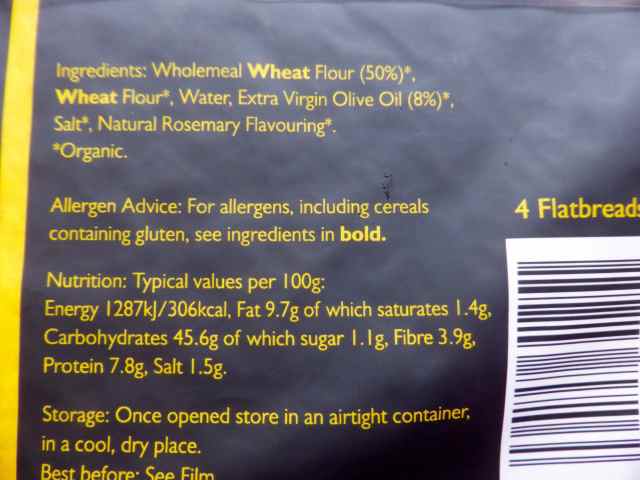 Ingredients: Wholemeal Wheat Flour (50%)*,
Wheat Flour*, Water, Extra Virgin Olive Oil (8%)*,
Salt*, Natural Rosemary Flavouring*.
*Organic.
Allergen Advice: For allergens, including cereals
containing gluten, see ingredients in bold.
4 Flatbreads
Nutrition: Typical values per 100g:
Energy 1287kJ/306kcal, Fat 9.7g of which saturates 1.4g,
Carbohydrates 45.6g of which sugar 1.1g, Fibre 3.9g,
Protein 7.8g, Salt 1.5g.
Storage: Once opened store in an airtight container,
in a cool, dry place.
Best before: See Film